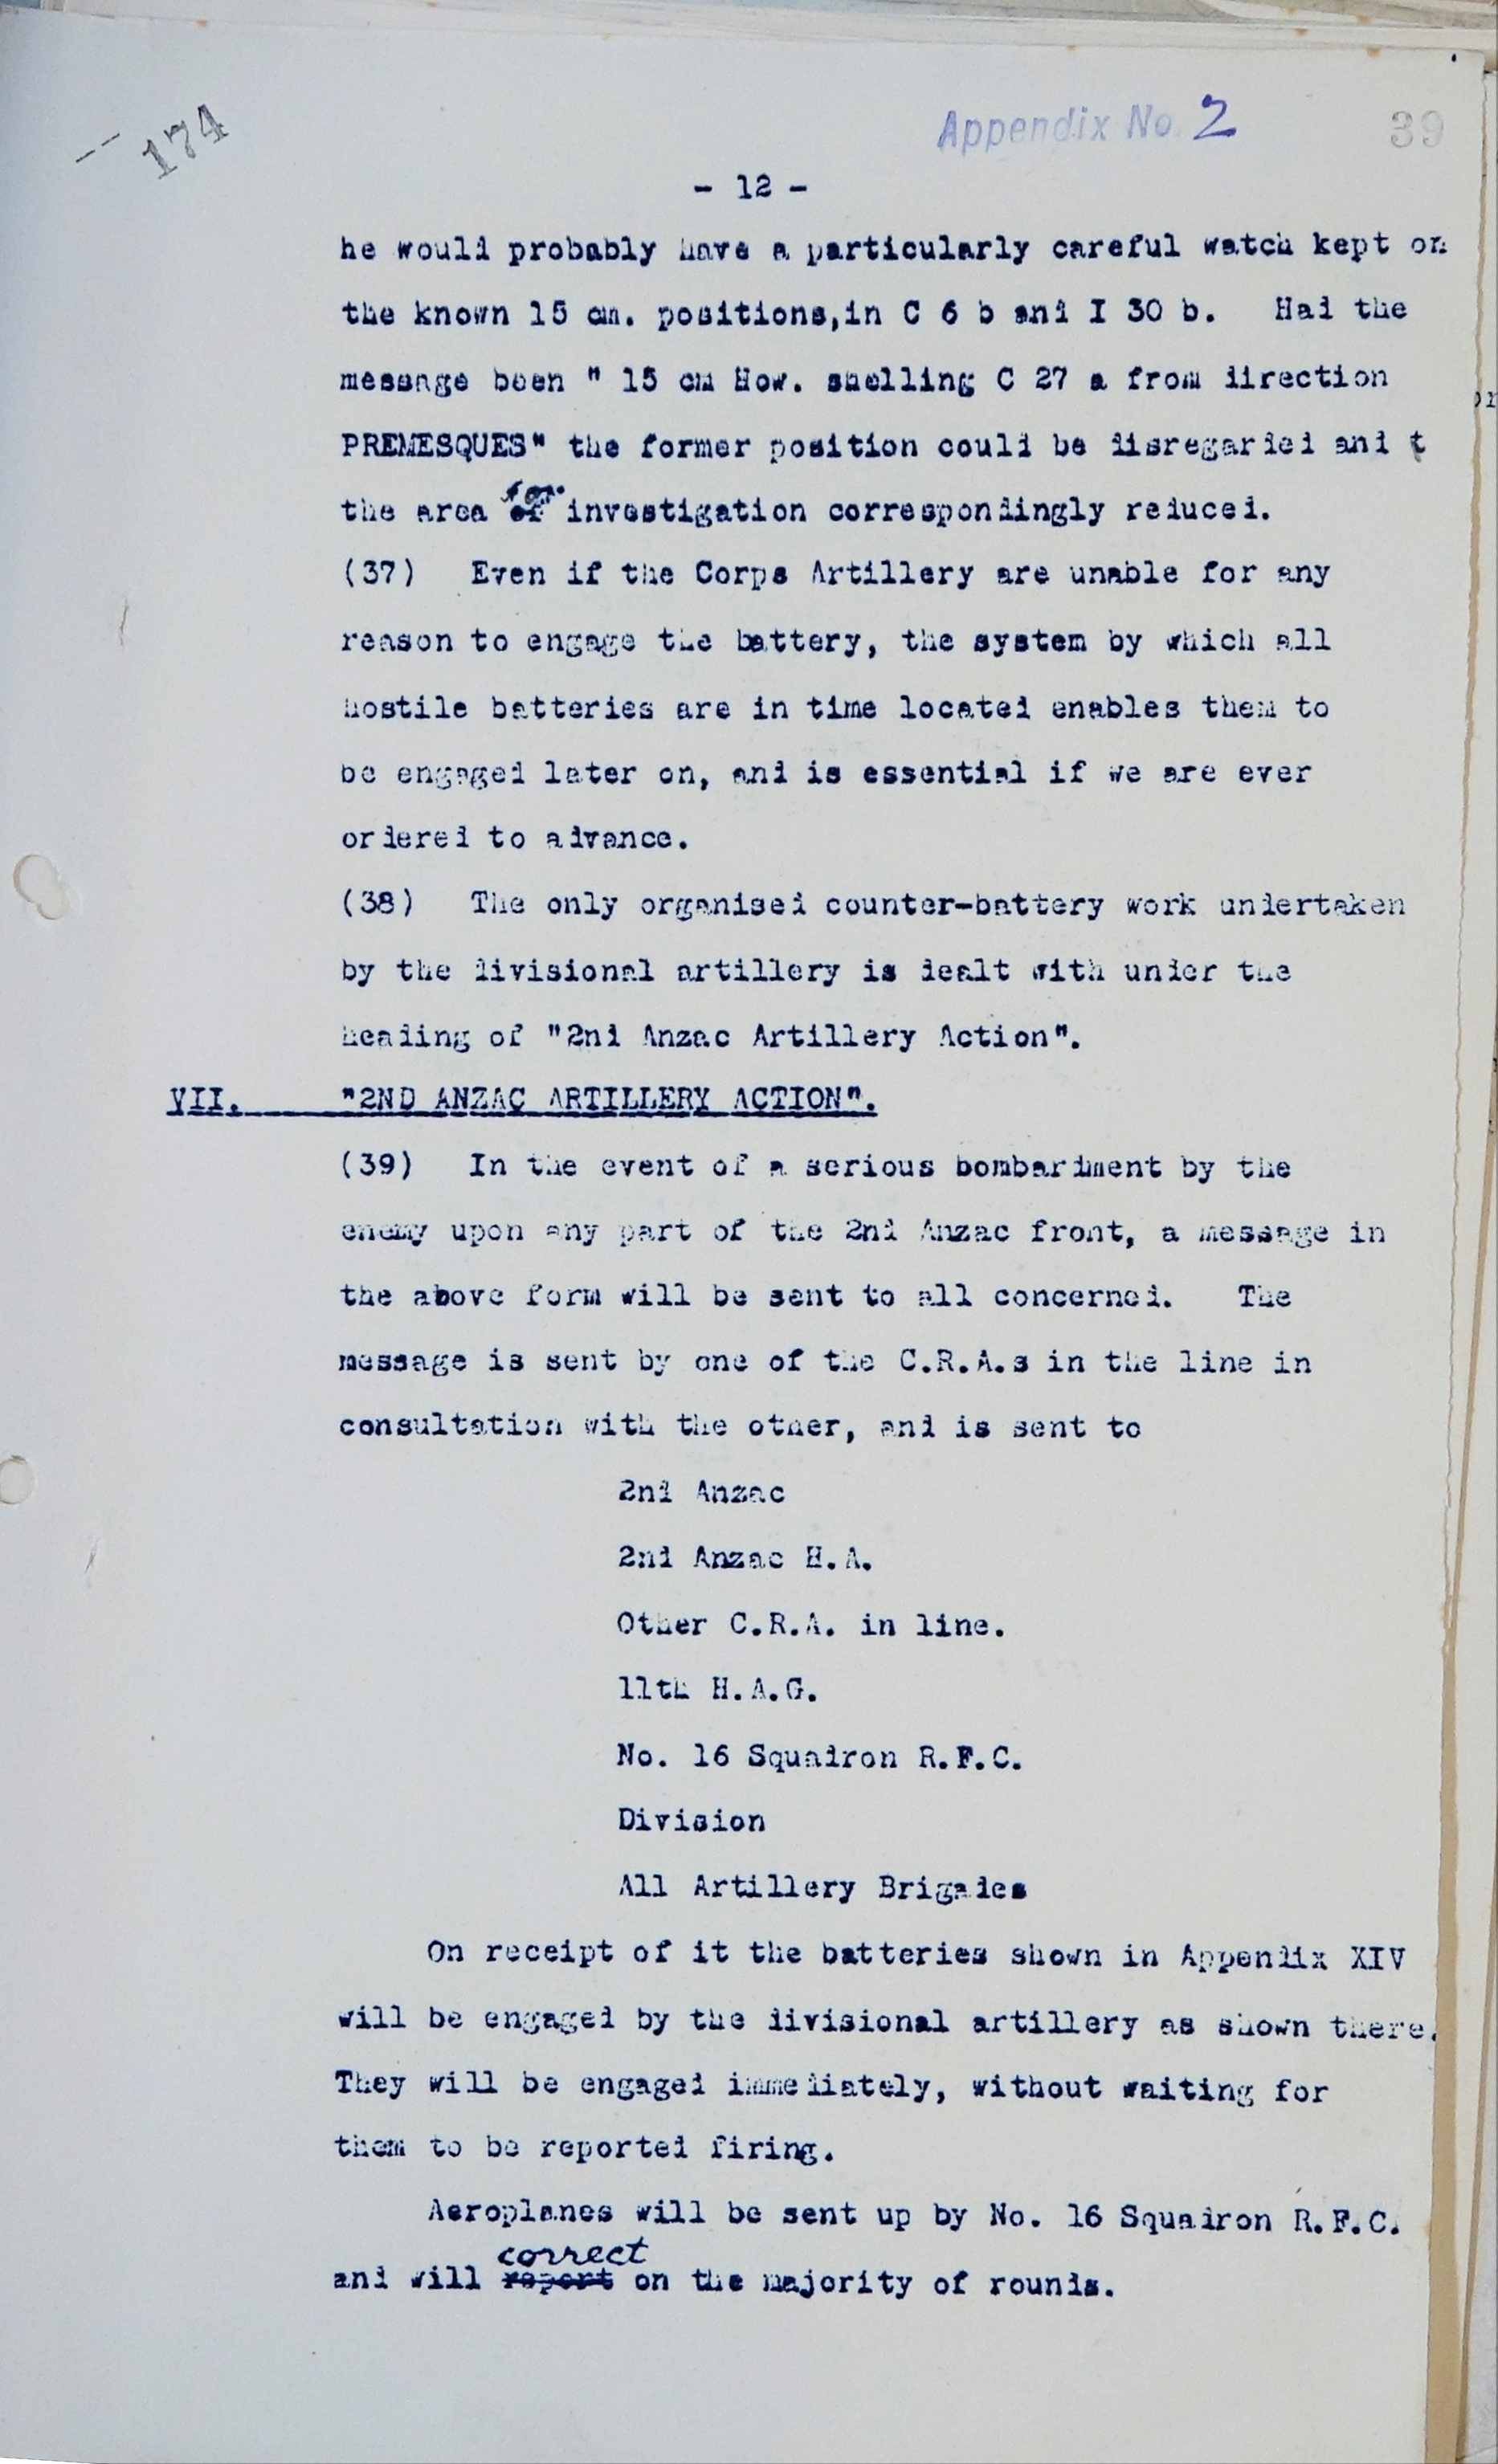 174
Appendix No. 2
39
- 12 -
he would probably have a particularly careful watch kept on
the known 15 cm. positions, in C 6 b and I 30 b. Had the
message been " 15 cm How. shelling C 27 a from direction
PREMESQUES" the former position could be disregarded and t
the area of for investigation correspondingly reduced.
(37) Even if the Corps Artillery are unable for any
reason to engage the battery, the system by which all
hostile batteries are in time located enables them to
be engaged later on, and is essential if we are ever
ordered to advance.
(38) The only organised counter-battery work undertaken
by the divisional artillery is dealt with under the
heading of "2nd Anzac Artillery Action".
VII. "2ND ANZAC ARTILLERY ACTION".
(39) In the event of a serious bombardment by the
enemy upon any part of the 2nd Anzac front, a message in
the above form will be sent to all concerned. The
message is sent by one of the C.R.A.s in the line in
consultation with the other, and is sent to
2nd Anzac
2nd Anzac H.A.
Other C.R.A. in line.
11th H.A.G.
No. 16 Squadron R.F.C.
Division
All Artillery Brigades
On receipt of it the batteries shown in Appendix XIV
will be engaged by the divisional artillery as shown there.
They will be engaged immediately, without waiting for
them to be reported firing.
Aeroplanes will be sent up by No. 16 Squadron R.F.C.
correct
and will report on the majority of rounds.